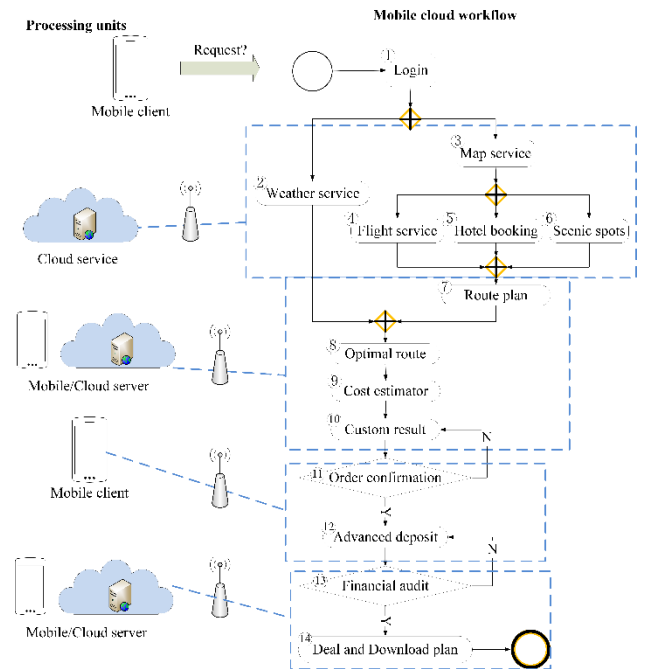 Processing units
Mobile cloud workflow
Request?
1 Login
Mobile client
3 Map service
2 Weather service
4 Flight service
5 Hotel booking
6 Scenic spots
Cloud service
7 Route plan
8 Optimal route
9 Cost estimator
Mobile/Cloud server
10 Custom result
N
11 Order confirmation
Mobile client
Y
12 Advanced deposit
N
13 Financial audit
Y
Mobile/Cloud server
14 Deal and Download plan